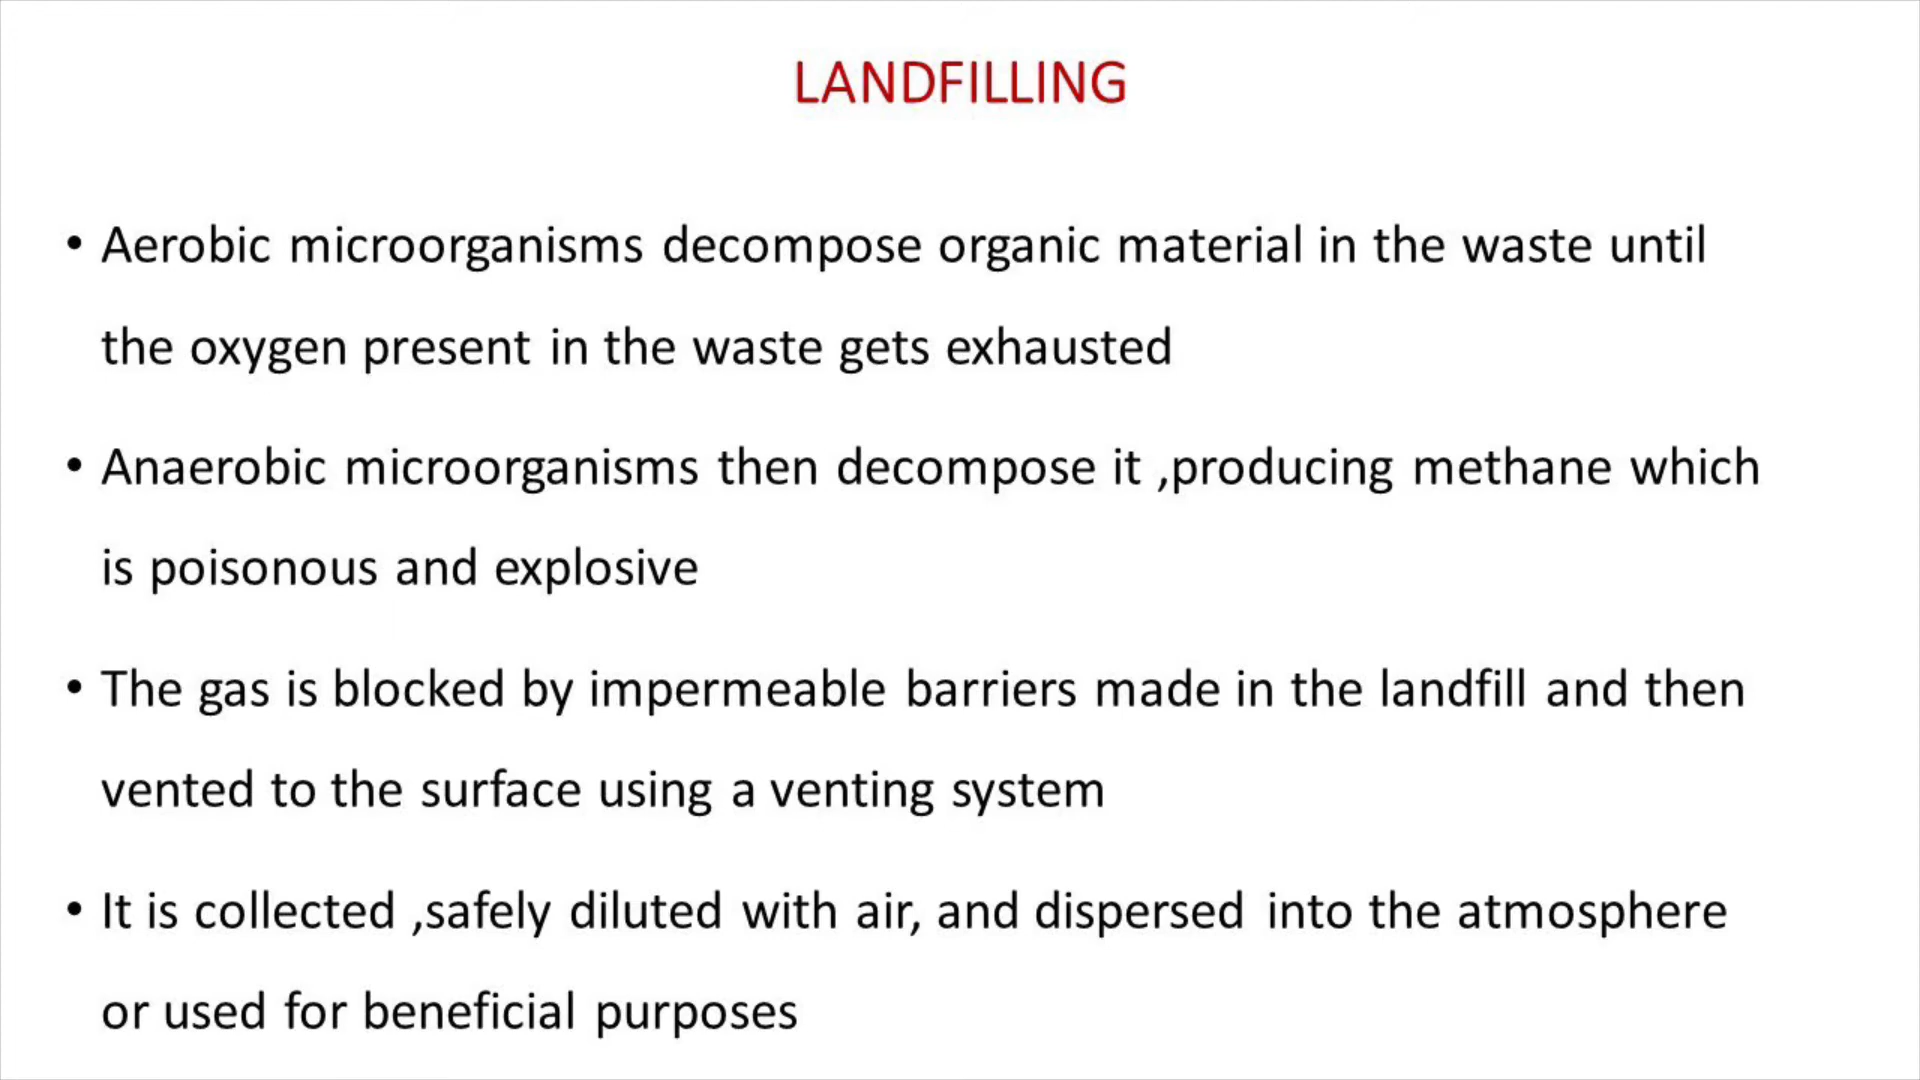 LANDFILLING
• Aerobic microorganisms decompose organic material in the waste until
the oxygen present in the waste gets exhausted
• Anaerobic microorganisms then decompose it ,producing methane which
is poisonous and explosive
• The gas is blocked by impermeable barriers made in the landfill and then
vented to the surface using a venting system
• It is collected ,safely diluted with air, and dispersed into the atmosphere
or used for beneficial purposes